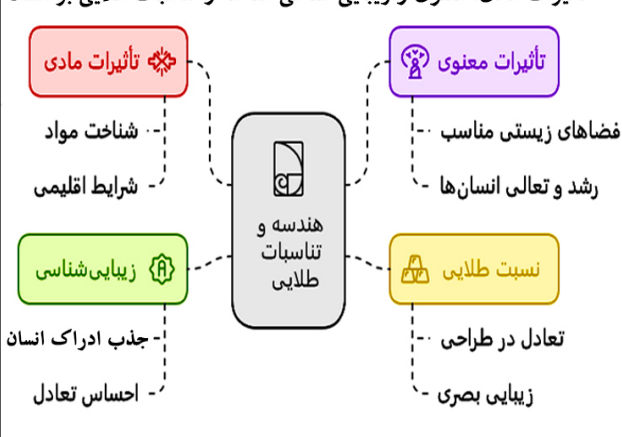 تأثیرات معنوی
فضاهای زیستی مناسب
رشد و تعالی انسان‌ها
تأثیرات مادی
شناخت مواد
شرایط اقلیمی
هندسه و
تناسبات
طلایی
نسبت طلایی
تعادل در طراحی
زیبایی بصری
زیبایی‌شناسی
جذب ادراک انسان
احساس تعادل